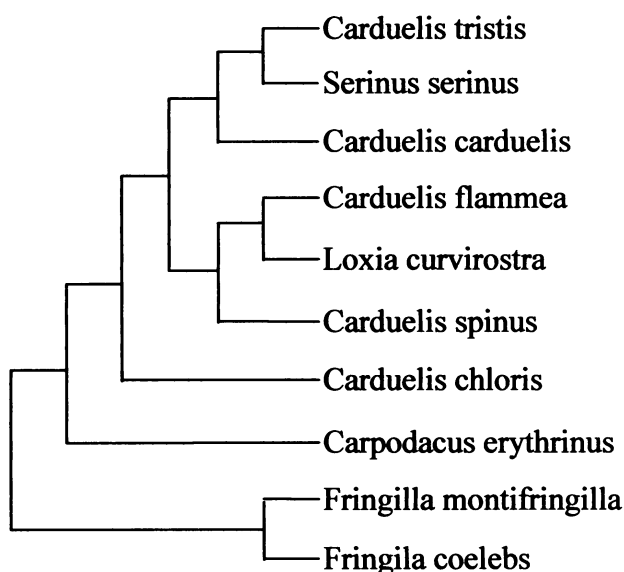 Carduelis tristis
Serinus serinus
Carduelis carduelis
Carduelis flammea
Loxia curvirostra
Carduelis spinus
Carduelis chloris
Carpodacus erythrinus
Fringilla montifringilla
Fringila coelebs